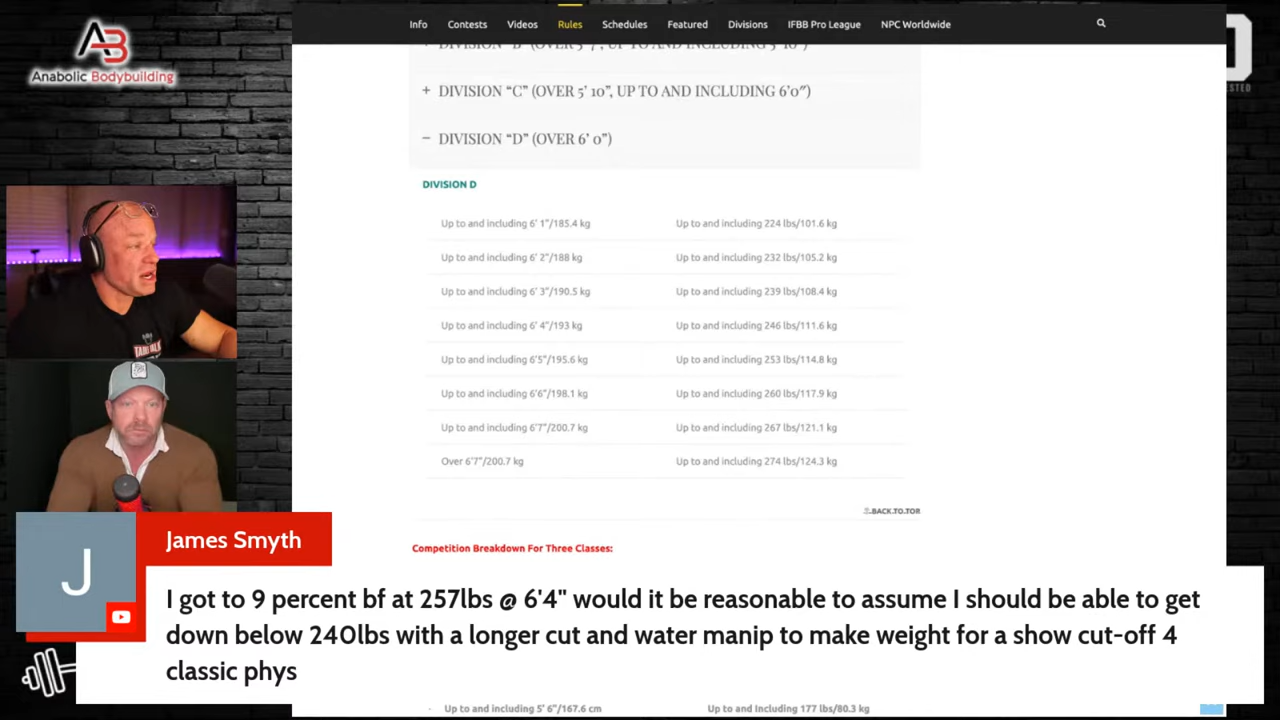 Info Contests Videos Rules Schedules Featured Divisions IFBB Pro League NPC Worldwide
AB
Anabolic Bodybuilding
DIVISION “B” (OVER 5' 7", UP TO AND INCLUDING 5' 10")
+ DIVISION “C” (OVER 5' 10”, UP TO AND INCLUDING 6'0″)
− DIVISION “D” (OVER 6' 0”)
DIVISION D
Up to and including 6' 1"/185.4 kg Up to and including 224 lbs/101.6 kg
Up to and including 6' 2"/188 kg Up to and including 232 lbs/105.2 kg
Up to and including 6' 3"/190.5 kg Up to and including 239 lbs/108.4 kg
Up to and including 6' 4"/193 kg Up to and including 246 lbs/111.6 kg
Up to and including 6'5"/195.6 kg Up to and including 253 lbs/114.8 kg
Up to and including 6'6"/198.1 kg Up to and including 260 lbs/117.9 kg
Up to and including 6'7"/200.7 kg Up to and including 267 lbs/121.1 kg
Over 6'7"/200.7 kg Up to and including 274 lbs/124.3 kg
BACK.TO.TOP
Competition Breakdown For Three Classes:
J
James Smyth
I got to 9 percent bf at 257lbs @ 6'4" would it be reasonable to assume I should be able to get
down below 240lbs with a longer cut and water manip to make weight for a show cut-off 4
classic phys
Up to and including 5' 6"/167.6 cm Up to and Including 177 lbs/80.3 kg